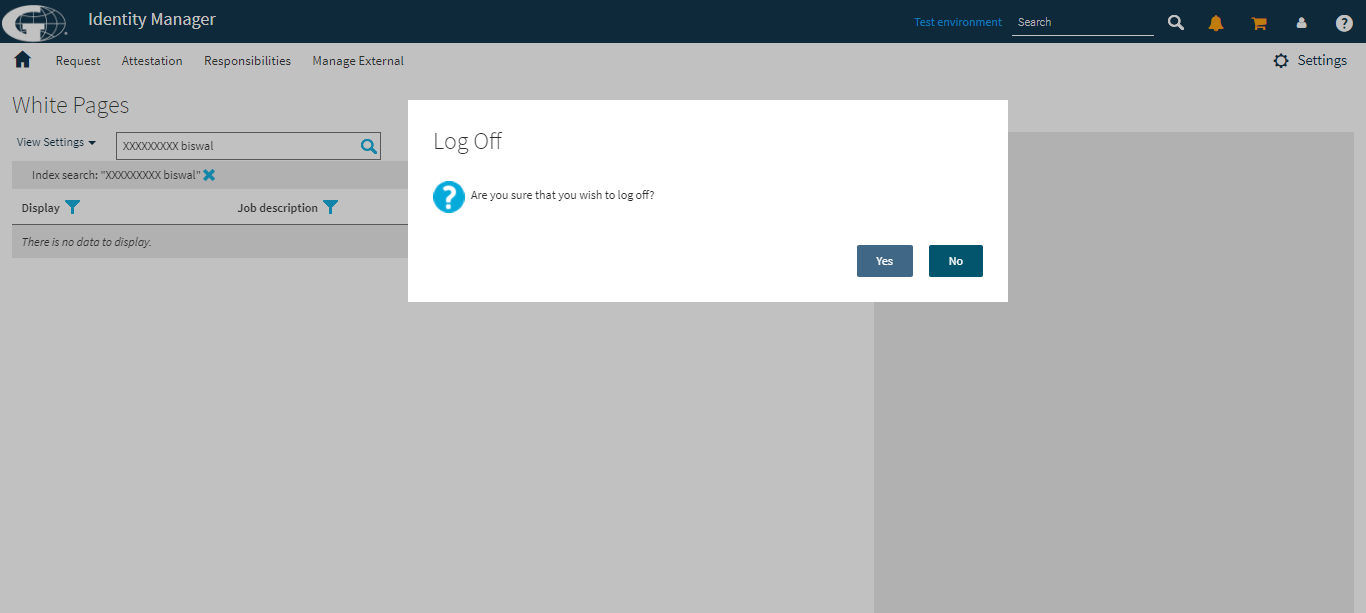 Identity Manager
Test environment
Search
?
Request
Attestation
Responsibilities
Manage External
Settings
White Pages
View Settings
XXXXXXXXX biswal
Index search: "XXXXXXXXX biswal"
Display
Job description
There is no data to display.
Log Off
?
Are you sure that you wish to log off?
Yes
No